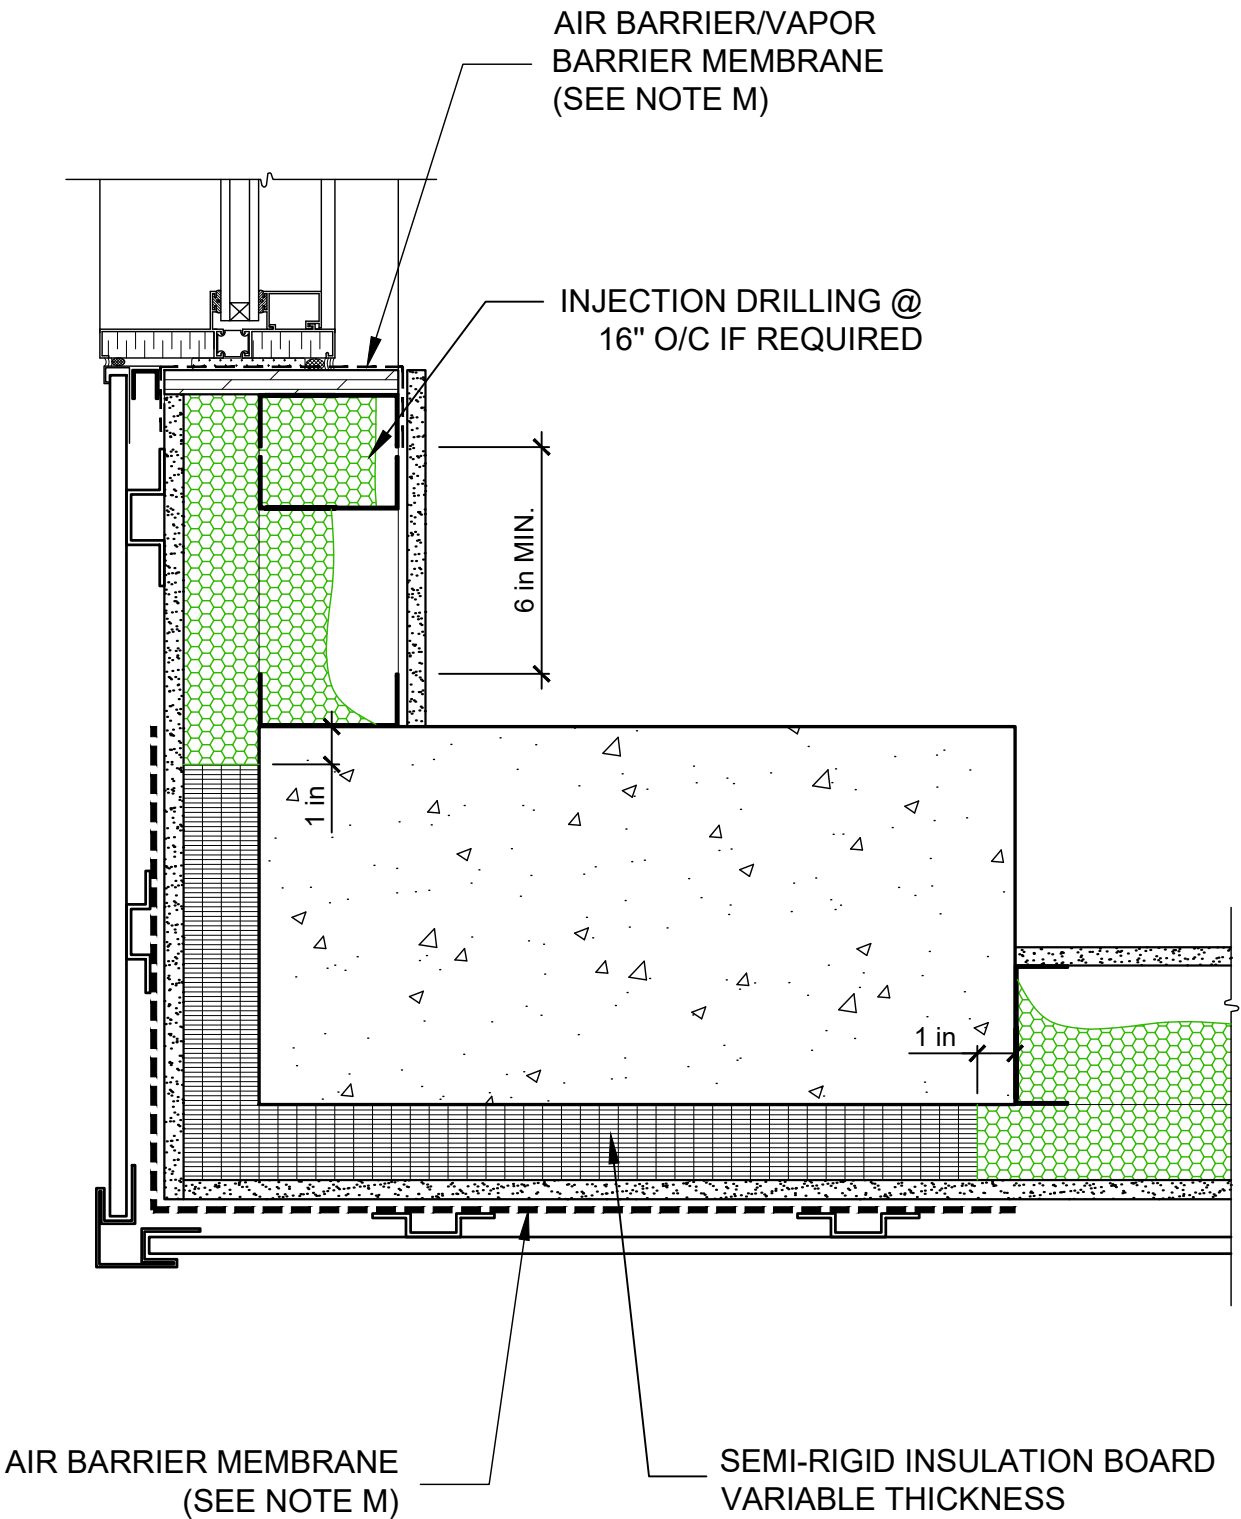 AIR BARRIER/VAPOR
BARRIER MEMBRANE
(SEE NOTE M)
INJECTION DRILLING @
16" O/C IF REQUIRED
6 in MIN.
1 in
1 in
AIR BARRIER MEMBRANE
(SEE NOTE M)
SEMI-RIGID INSULATION BOARD
VARIABLE THICKNESS